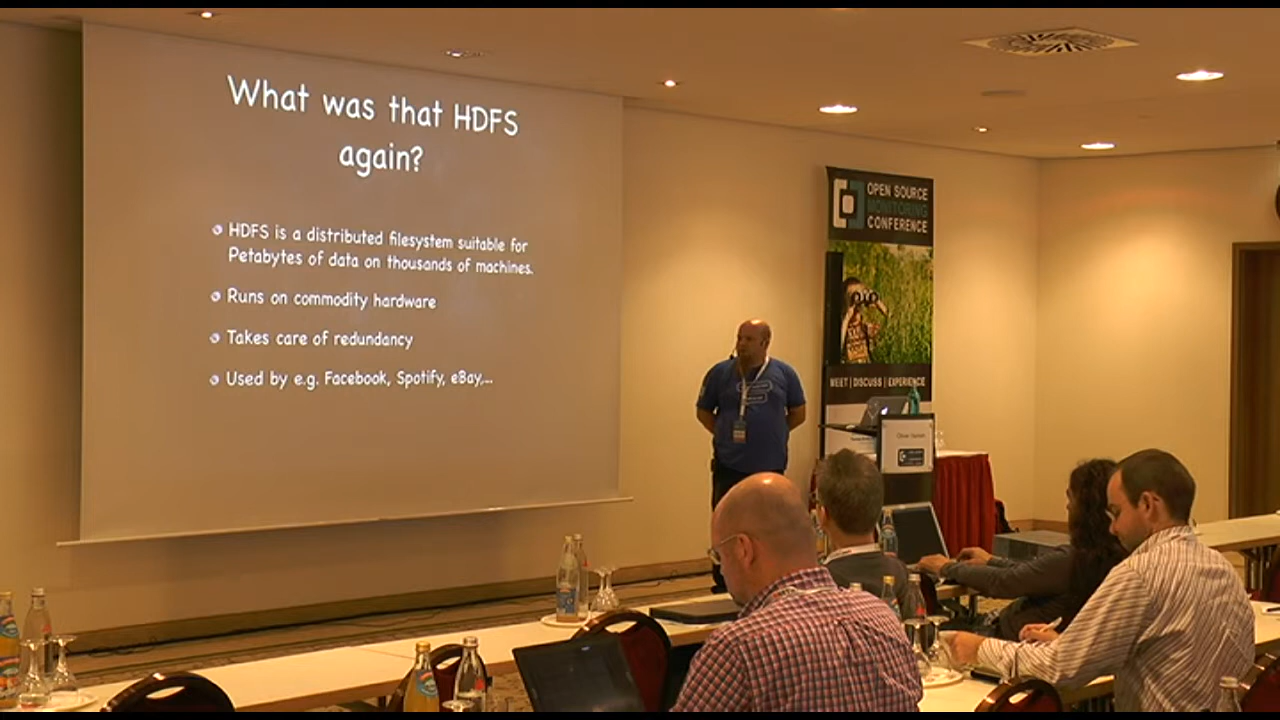 What was that HDFS
again?
HDFS is a distributed filesystem suitable for
Petabytes of data on thousands of machines.
Runs on commodity hardware
Takes care of redundancy
Used by e.g. Facebook, Spotify, eBay,...
OPEN SOURCE
MONITORING
CONFERENCE
MEET | DISCUSS | EXPERIENCE